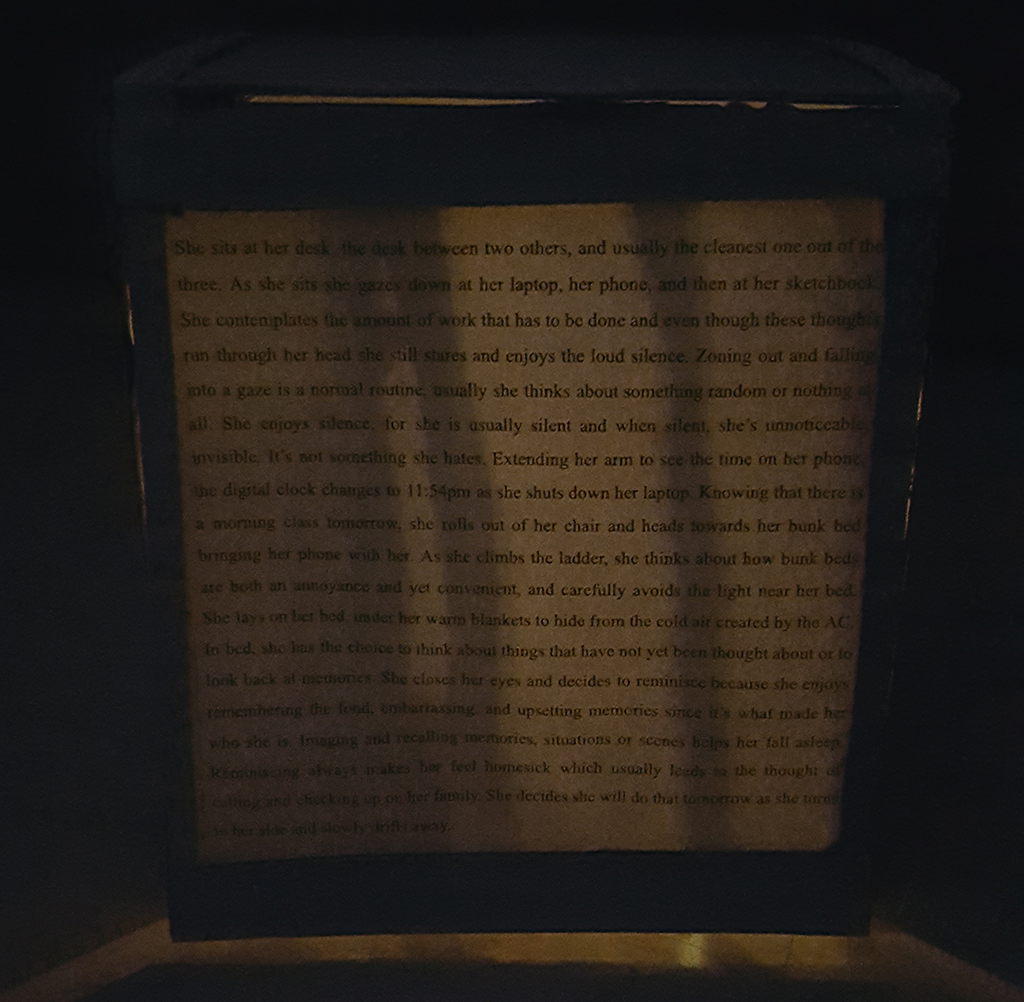 She sits at her desk, the desk between two others, and usually the cleanest one out of the
three. As she sits she gazes down at her laptop, her phone, and then at her sketchbook.
She contemplates the amount of work that has to be done and even though these thoughts
run through her head she still stares and enjoys the loud silence. Zoning out and falling
into a gaze is a normal routine, usually she thinks about something random or nothing at
all. She enjoys silence, for she is usually silent and when silent, she's unnoticeable,
invisible. It's not something she hates. Extending her arm to see the time on her phone,
the digital clock changes to 11:54pm as she shuts down her laptop. Knowing that there is
a morning class tomorrow, she rolls out of her chair and heads towards her bunk bed
bringing her phone with her. As she climbs the ladder, she thinks about how bunk beds
are both an annoyance and yet convenient, and carefully avoids the light near her bed.
She lays on her bed, under her warm blankets to hide from the cold air created by the AC.
In bed, she has the choice to think about things that have not yet been thought about or to
look back at memories. She closes her eyes and decides to reminisce because she enjoys
remembering the fond, embarrassing, and upsetting memories since it's what made her
who she is. Imaging and recalling memories, situations or scenes helps her fall asleep.
Reminiscing always makes her feel homesick which usually leads to the thought of
calling and checking up on her family. She decides she will do that tomorrow as she turns
to her side and slowly drifts away.